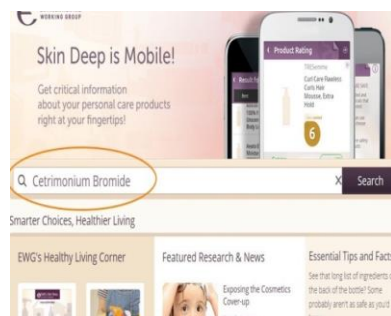 WORKING GROUP
Skin Deep is Mobile!
Get critical information
about your personal care products
right at your fingertips!
Product Rating
TRESemme
Curl Care Flawless
Curls Hair
Mousse, Extra
Hold
6
Cetrimonium Bromide
X
Search
Smarter Choices, Healthier Living
EWG's Healthy Living Corner
Featured Research & News
Exposing the Cosmetics
Cover-up
Essential Tips and Facts
See that long list of ingredients o
the back of the bottle? Some
probably aren't as safe as you'd